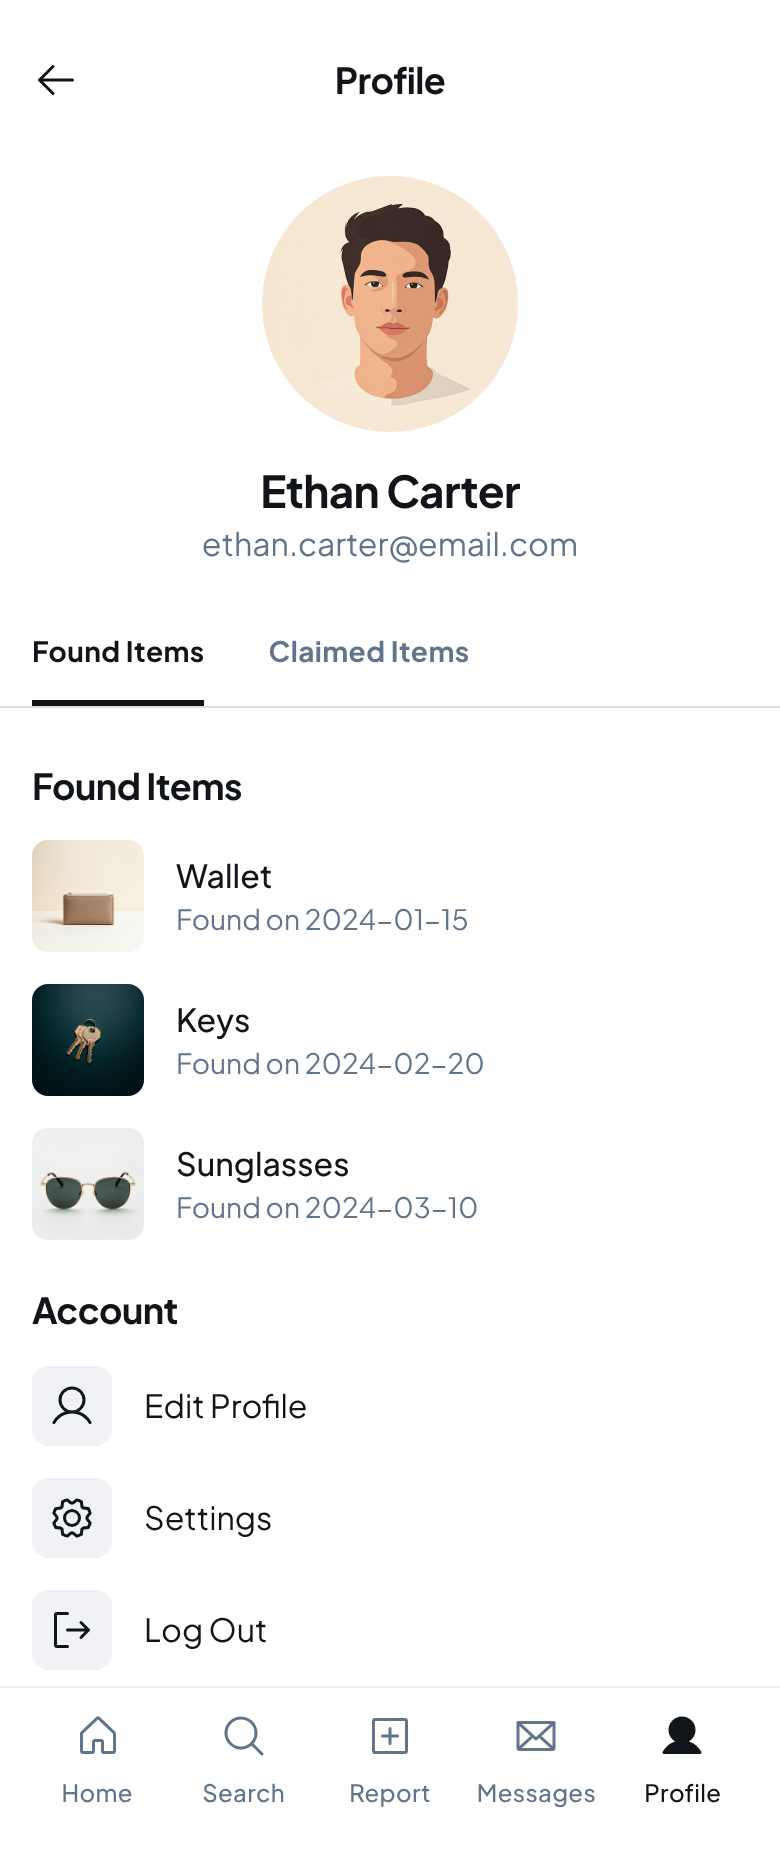 Profile
Ethan Carter
ethan.carter@email.com
Found Items
Claimed Items
Found Items
Wallet
Found on 2024-01-15
Keys
Found on 2024-02-20
Sunglasses
Found on 2024-03-10
Account
Edit Profile
Settings
Log Out
Home
Search
Report
Messages
Profile